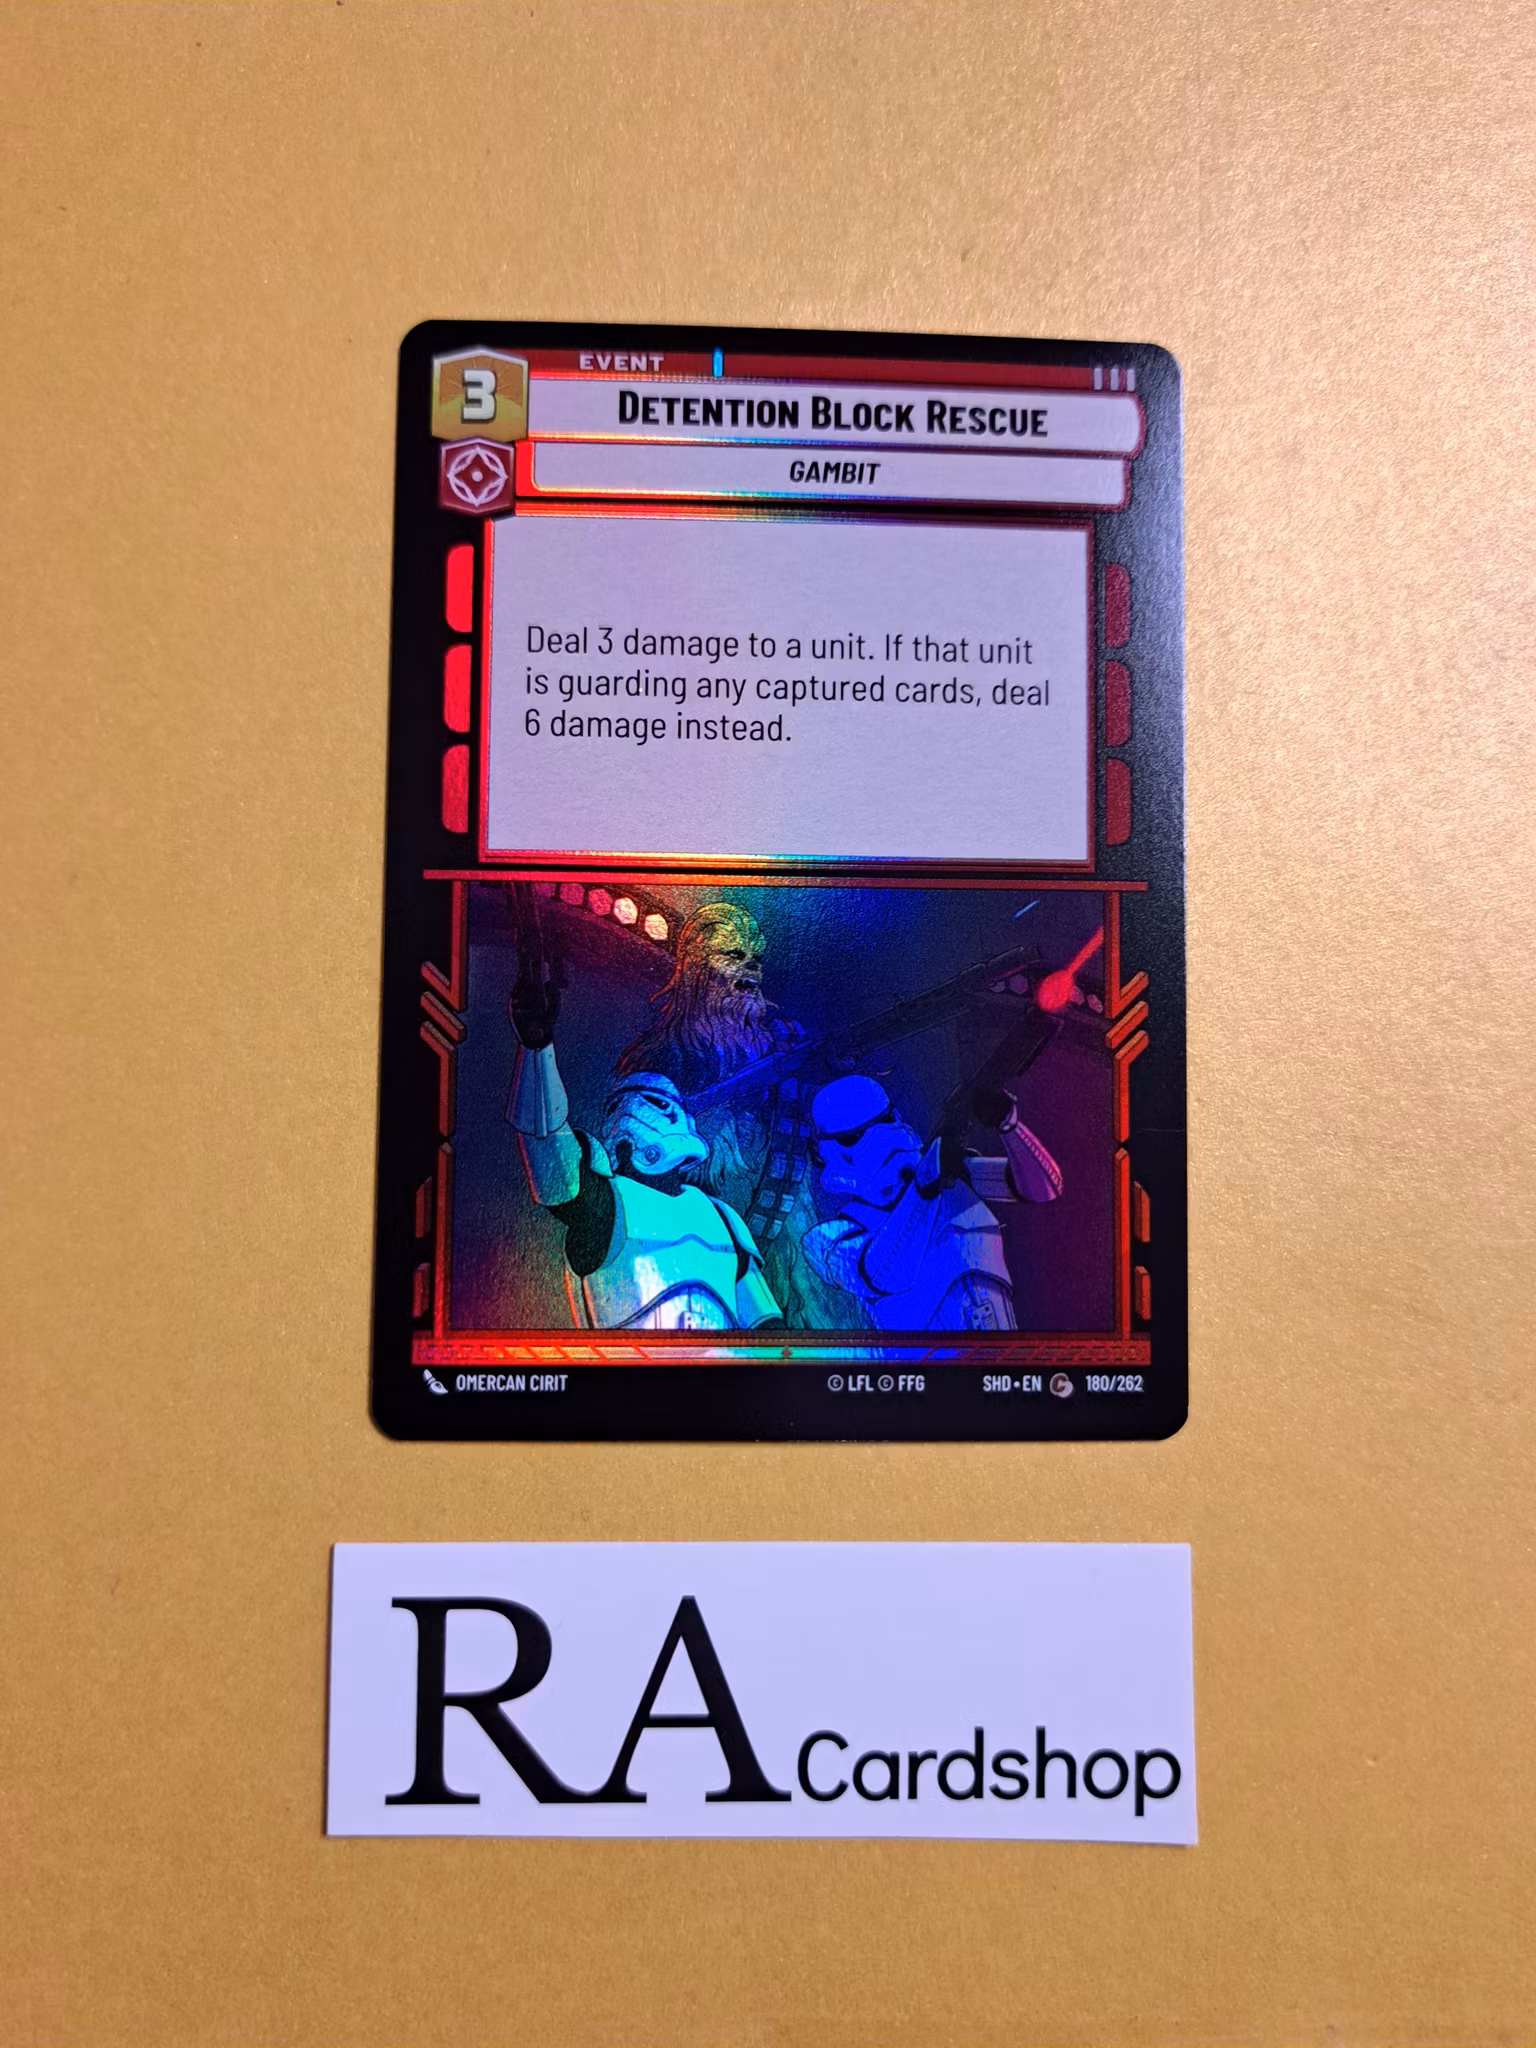 EVENT
3
DETENTION BLOCK RESCUE
GAMBIT
Deal 3 damage to a unit. If that unit
is guarding any captured cards, deal
6 damage instead.
OMERCAN CIRIT © LFL © FFG SHD • EN C 180/262
RA Cardshop